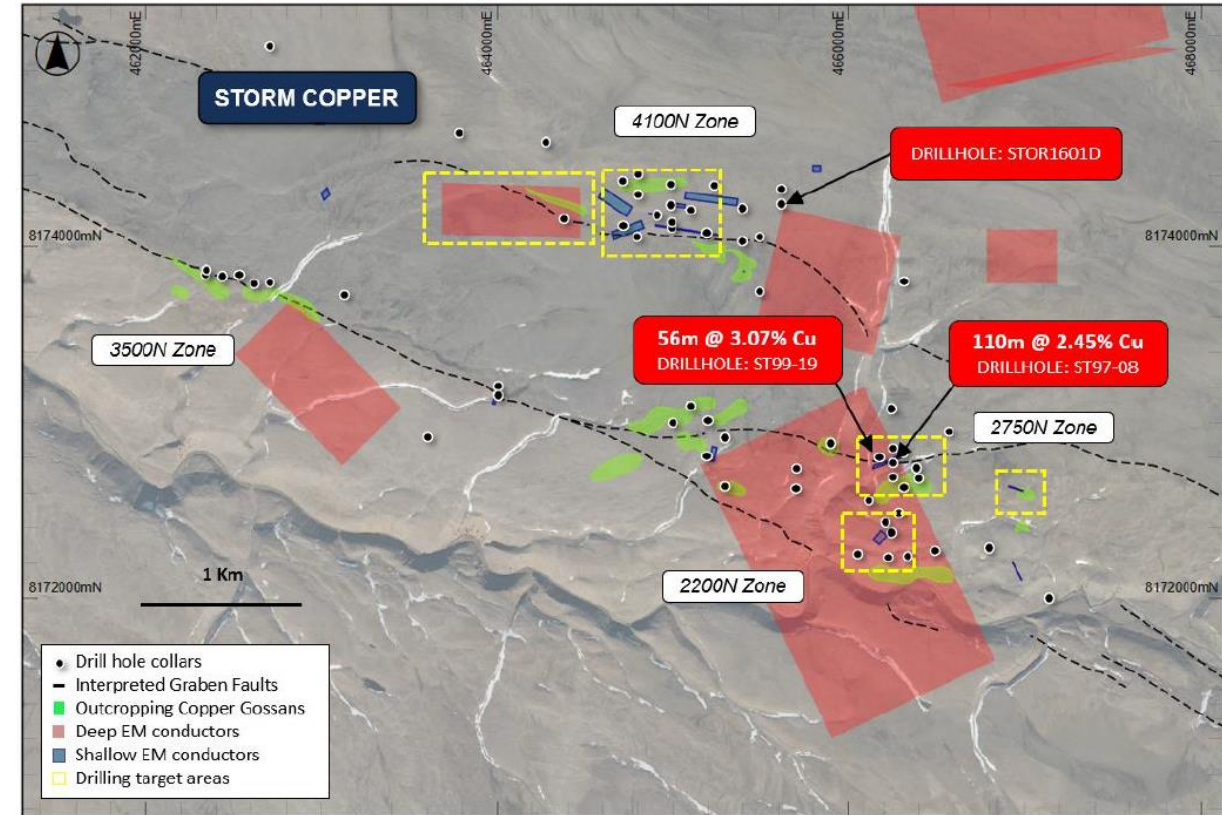 462000mE
464000mE
466000mE
468000mE
STORM COPPER
4100N Zone
DRILLHOLE: STOR1601D
8174000mN
8174000mN
3500N Zone
56m @ 3.07% Cu
DRILLHOLE: ST99-19
110m @ 2.45% Cu
DRILLHOLE: ST97-08
2750N Zone
1 Km
2200N Zone
8172000mN
8172000mN
Drill hole collars
Interpreted Graben Faults
Outcropping Copper Gossans
Deep EM conductors
Shallow EM conductors
Drilling target areas